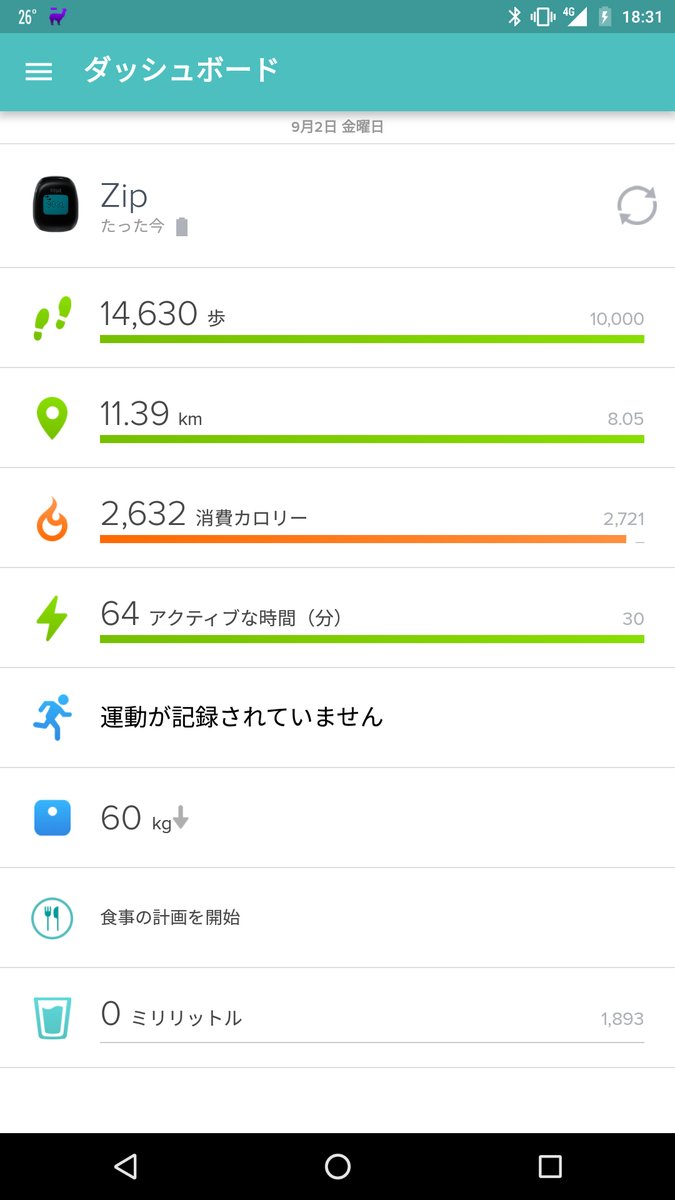 26°
4G
18:31
ダッシュボード
9月2日 金曜日
Zip
たった今
14,630 歩
10,000
11.39 km
8.05
2,632 消費カロリー
2,721
64 アクティブな時間（分）
30
運動が記録されていません
60 kg
食事の計画を開始
0 ミリリットル
1,893